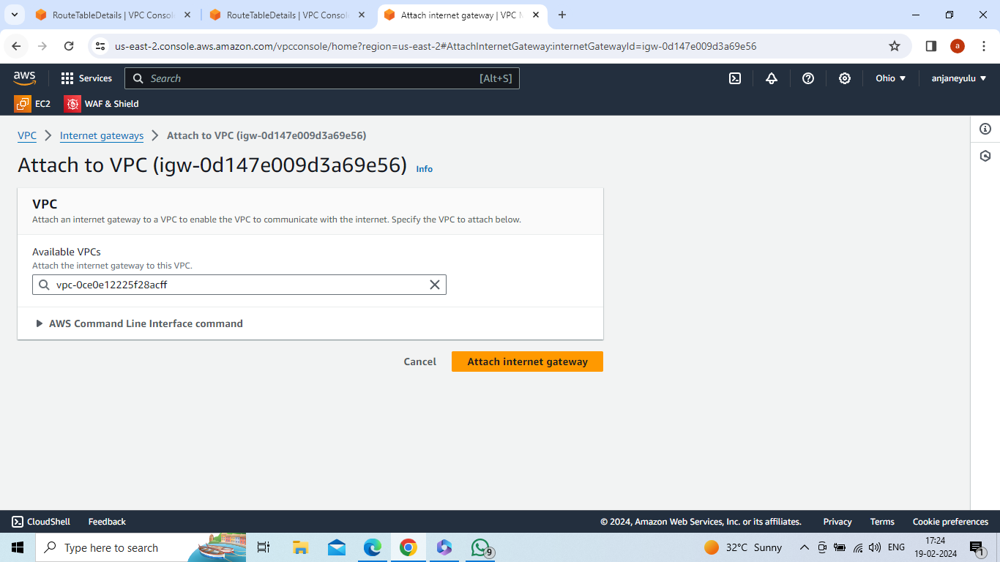 RouteTableDetails | VPC Consol
RouteTableDetails | VPC Consol
Attach internet gateway | VPC M
us-east-2.console.aws.amazon.com/vpcconsole/home?region=us-east-2#AttachInternetGateway:internetGatewayId=igw-0d147e009d3a69e56
a
aws
Services
Search
[Alt+S]
Ohio
anjaneyulu
EC2
WAF & Shield
VPC
Internet gateways
Attach to VPC (igw-0d147e009d3a69e56)
Attach to VPC (igw-0d147e009d3a69e56)
Info
VPC
Attach an internet gateway to a VPC to enable the VPC to communicate with the internet. Specify the VPC to attach below.
Available VPCs
Attach the internet gateway to this VPC.
vpc-0ce0e12225f28acff
AWS Command Line Interface command
Cancel
Attach internet gateway
CloudShell
Feedback
© 2024, Amazon Web Services, Inc. or its affiliates.
Privacy
Terms
Cookie preferences
Type here to search
9
32°C Sunny
ENG
17:24
19-02-2024
1